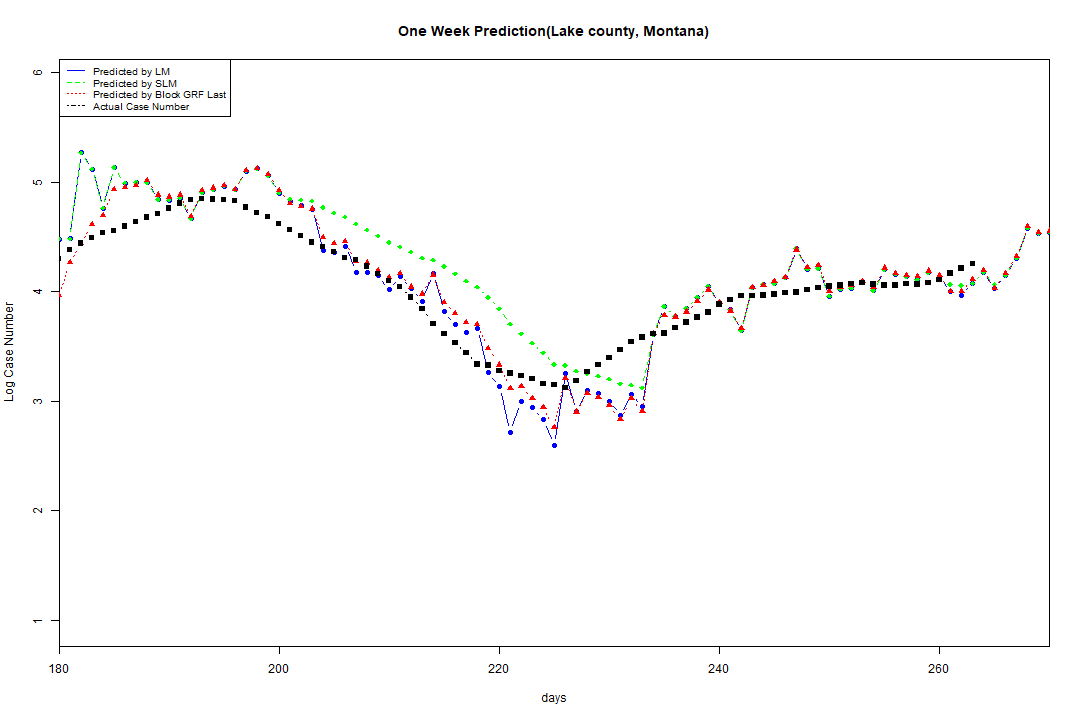 One Week Prediction(Lake county, Montana)
Predicted by LM
Predicted by SLM
Predicted by Block GRF Last
Actual Case Number
6
5
4
3
2
1
Log Case Number
180
200
220
240
260
days